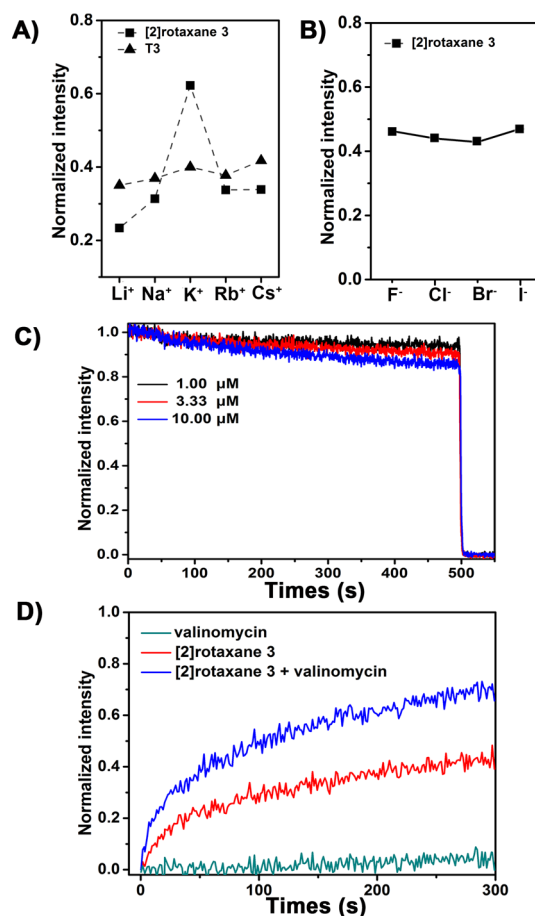 A)
[2]rotaxane 3
T3
Normalized intensity
0.8
0.6
0.4
0.2
Li⁺ Na⁺ K⁺ Rb⁺ Cs⁺
B)
[2]rotaxane 3
Normalized intensity
0.8
0.6
0.4
0.2
0.0
F⁻ Cl⁻ Br⁻ I⁻
C)
Normalized intensity
1.0
0.8
0.6
0.4
0.2
0.0
1.00 μM
3.33 μM
10.00 μM
0 100 200 300 400 500
Times (s)
D)
Normalized intensity
1.0
0.8
0.6
0.4
0.2
0.0
valinomycin
[2]rotaxane 3
[2]rotaxane 3 + valinomycin
0 100 200 300
Times (s)